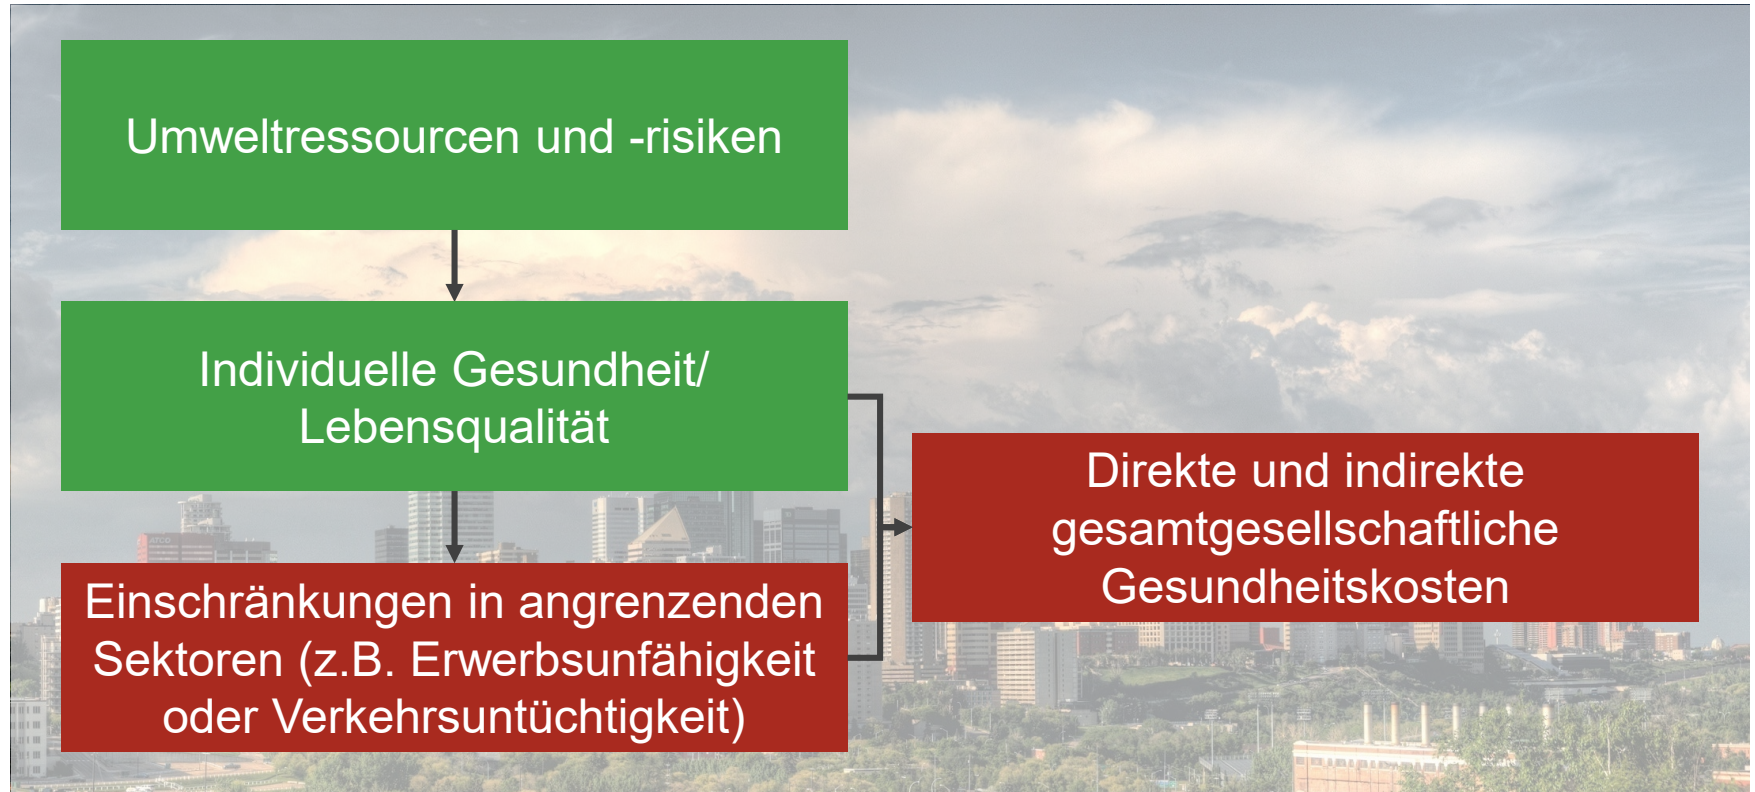 Umweltressourcen und -risiken
Individuelle Gesundheit/
Lebensqualität
Direkte und indirekte
gesamtgesellschaftliche
Gesundheitskosten
Einschränkungen in angrenzenden
Sektoren (z.B. Erwerbsunfähigkeit
oder Verkehrsuntüchtigkeit)